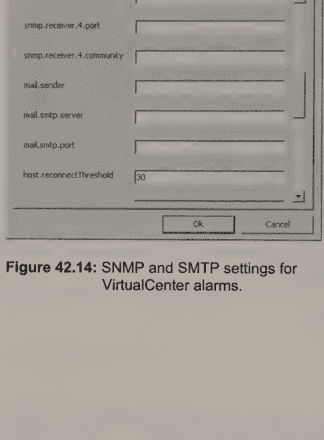 snmp.receiver.4.port
snmp.receiver.4.community
mail.sender
mail.smtp.server
mail.smtp.port
host.reconnectThreshold 30
Ok Cancel
Figure 42.14: SNMP and SMTP settings for
VirtualCenter alarms.